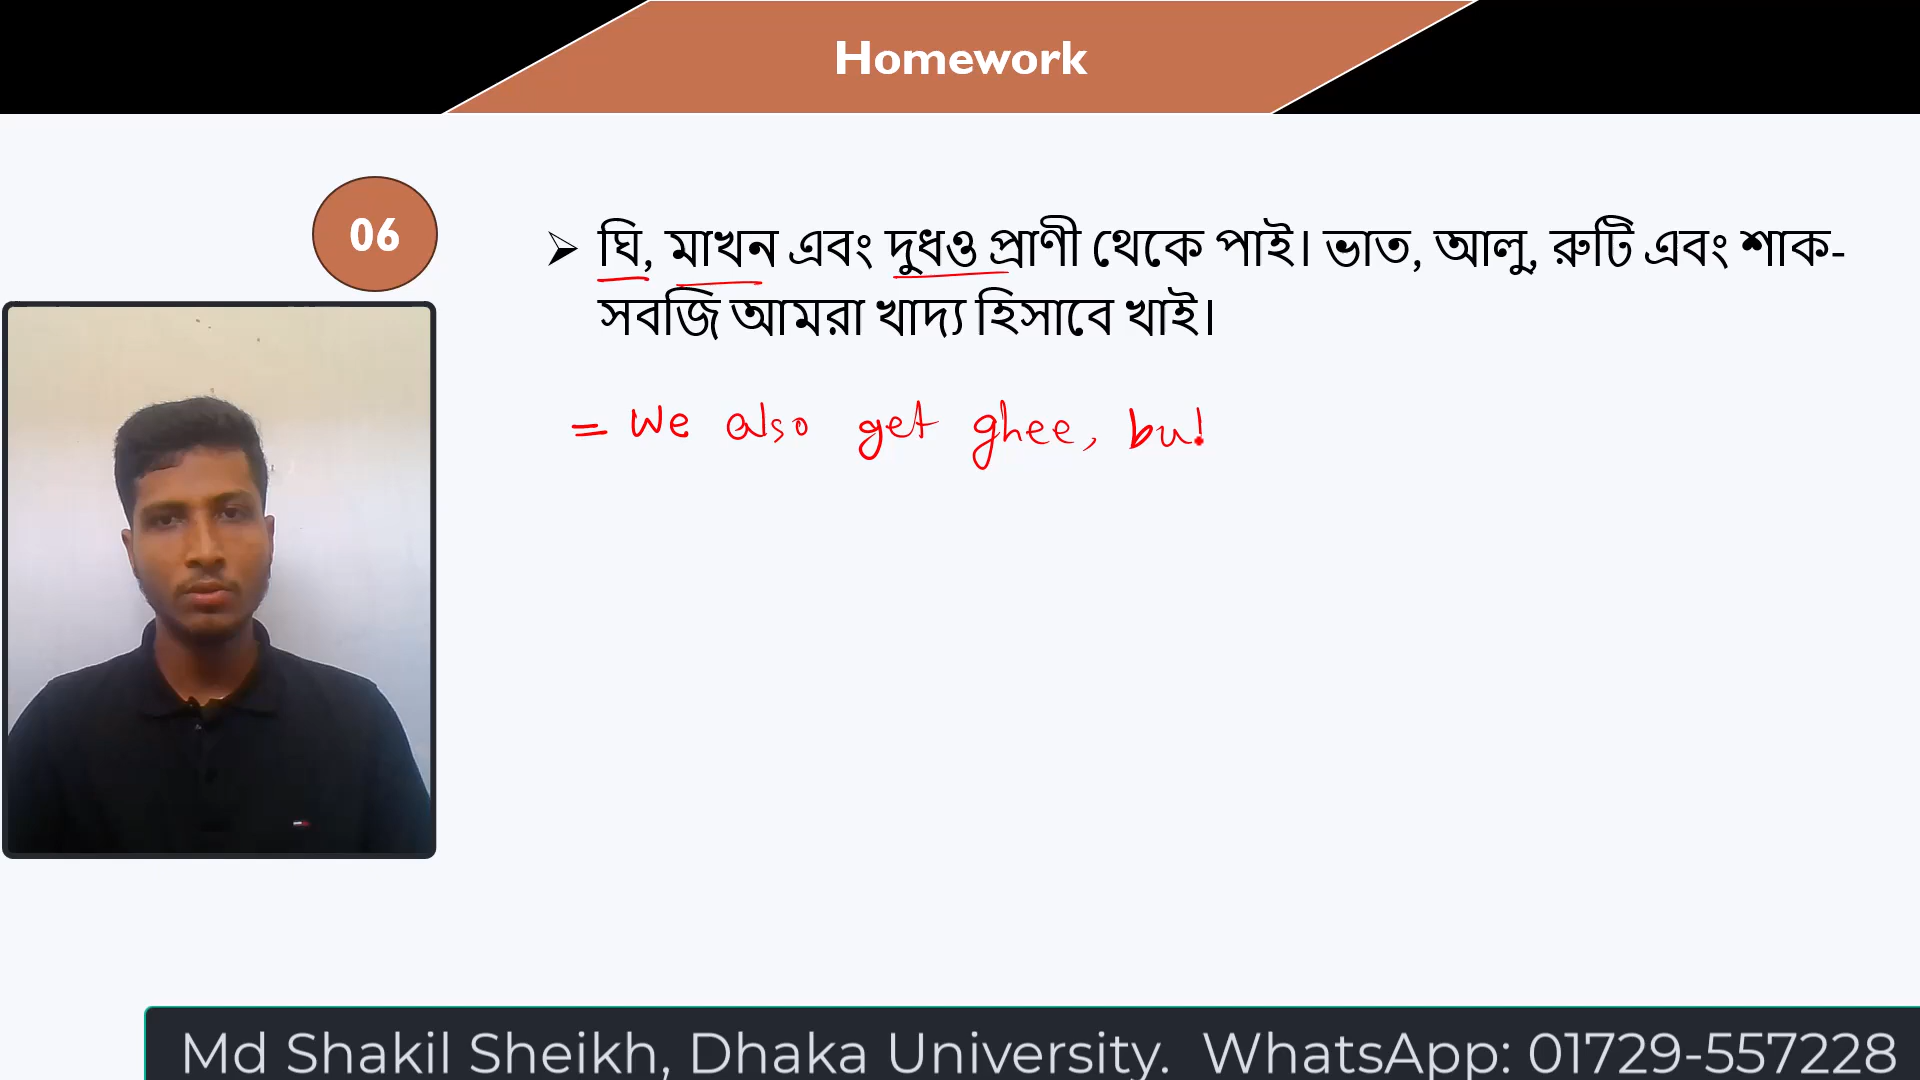 Homework
06
➢ ঘি, মাখন এবং দুধও প্রাণী থেকে পাই। ভাত, আলু, রুটি এবং শাক-
সবজি আমরা খাদ্য হিসাবে খাই।
= We also get ghee, but
Md Shakil Sheikh, Dhaka University. WhatsApp: 01729-557228